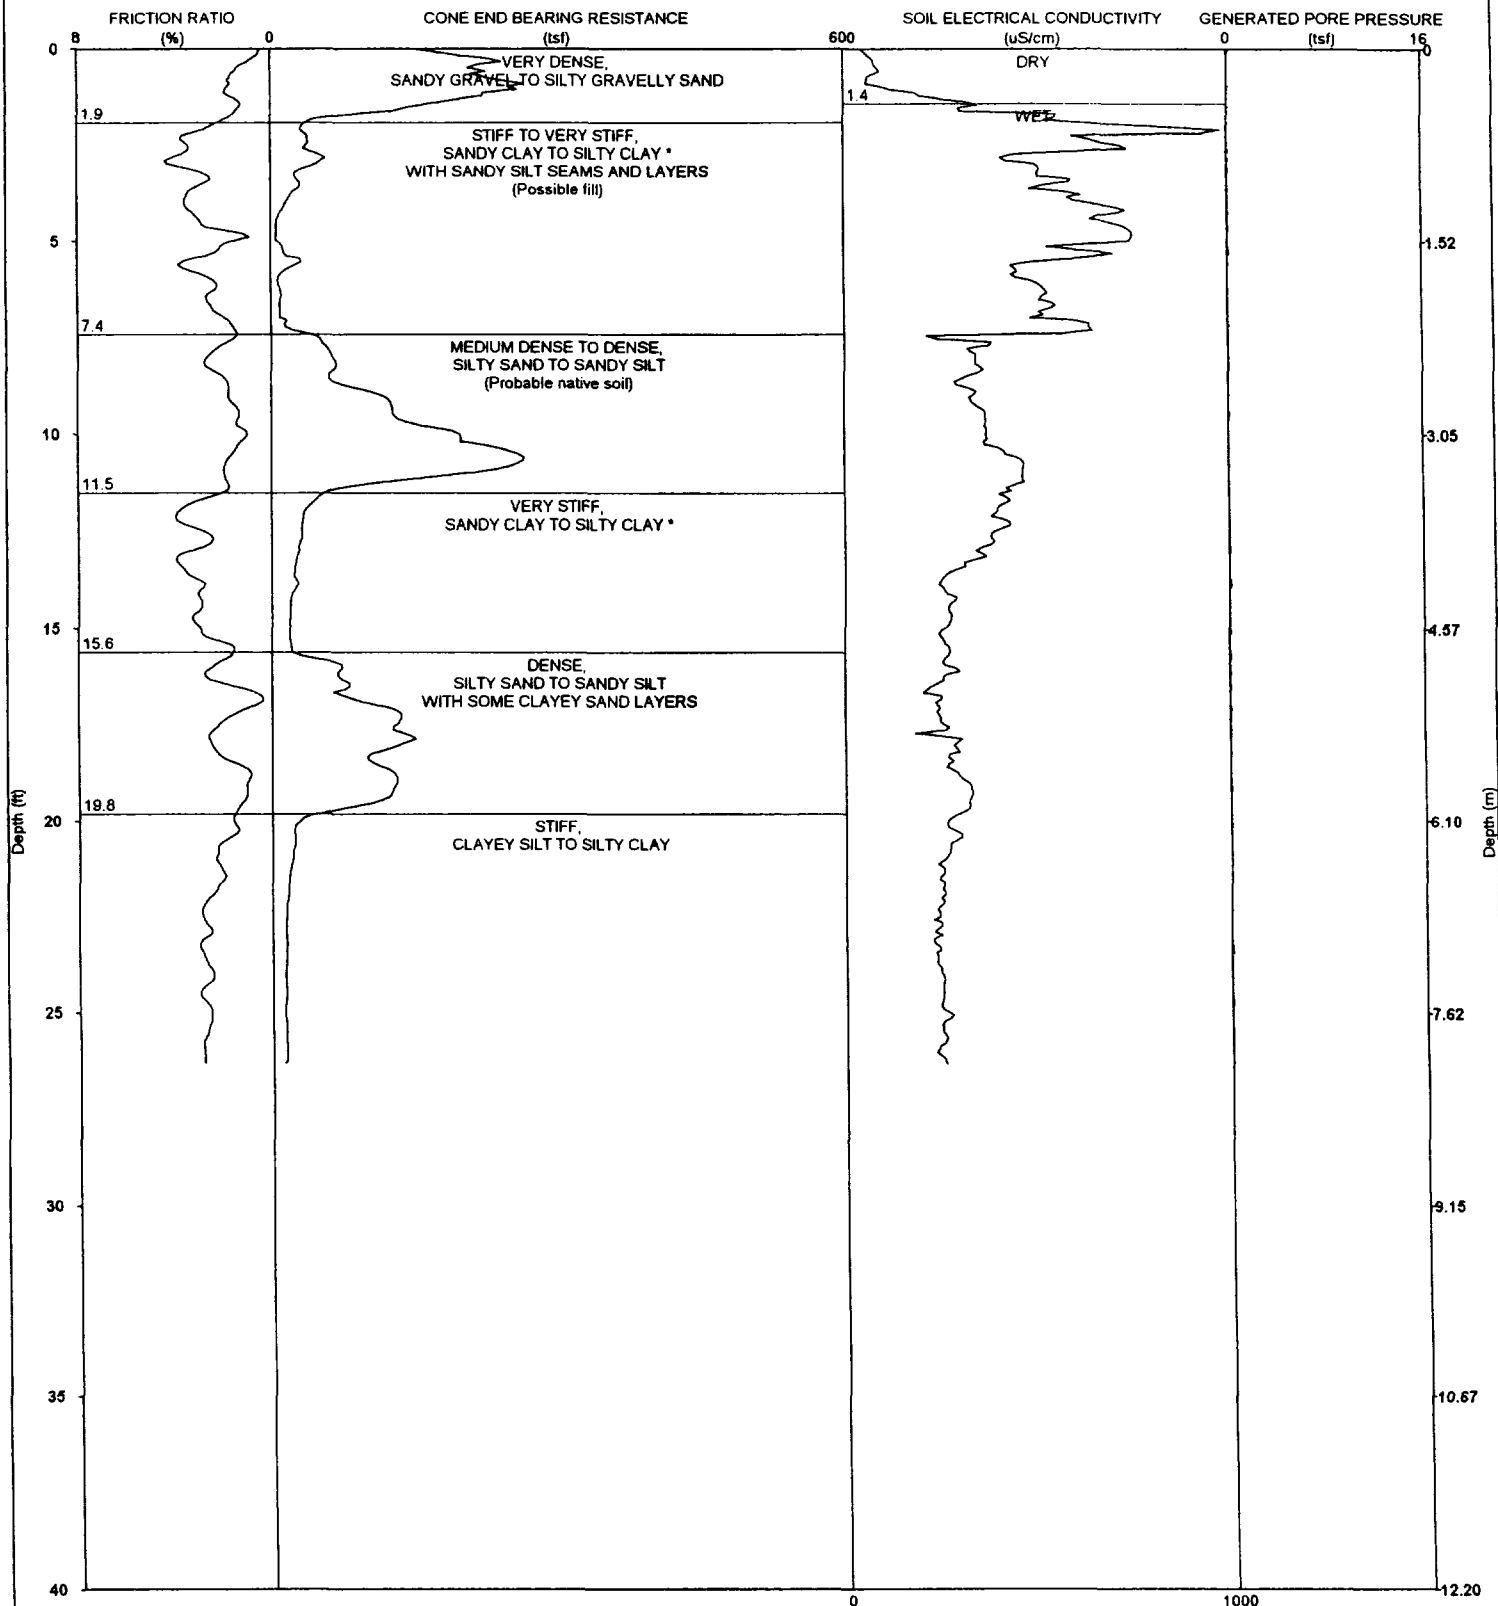 FRICTION RATIO CONE END BEARING RESISTANCE SOIL ELECTRICAL CONDUCTIVITY GENERATED PORE PRESSURE
(%) (tsf) (uS/cm) (tsf)
8 0 600 0 16
0 0
VERY DENSE,
SANDY GRAVEL TO SILTY GRAVELLY SAND
DRY
1.4
WET
1.9
STIFF TO VERY STIFF,
SANDY CLAY TO SILTY CLAY *
WITH SANDY SILT SEAMS AND LAYERS
(Possible fill)
5 1.52
7.4
MEDIUM DENSE TO DENSE,
SILTY SAND TO SANDY SILT
(Probable native soil)
10 3.05
11.5
VERY STIFF,
SANDY CLAY TO SILTY CLAY *
15 4.57
15.6
DENSE,
SILTY SAND TO SANDY SILT
WITH SOME CLAYEY SAND LAYERS
19.8
20 6.10
STIFF,
CLAYEY SILT TO SILTY CLAY
Depth (ft)
Depth (m)
25 7.62
30 9.15
35 10.67
40 12.20
0 1000